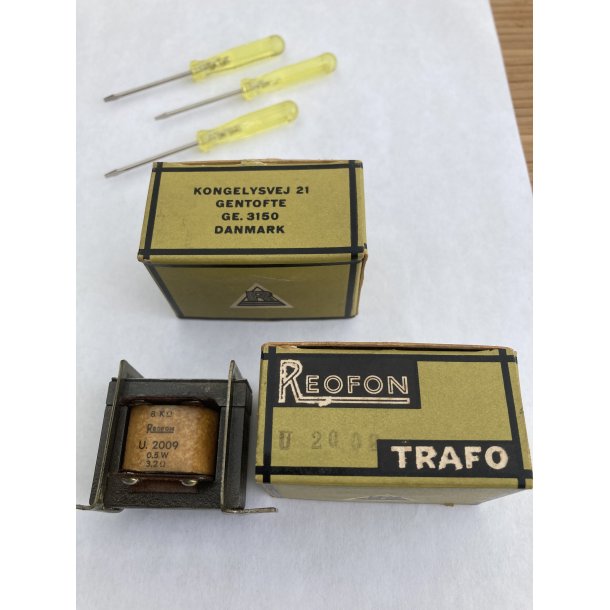 KONGELYSVEJ 21
GENTOFTE
GE. 3150
DANMARK
R
REOFON
U 2009
TRAFO
8 KΩ
REOFON
U. 2009
0.5 W
3.2 Ω